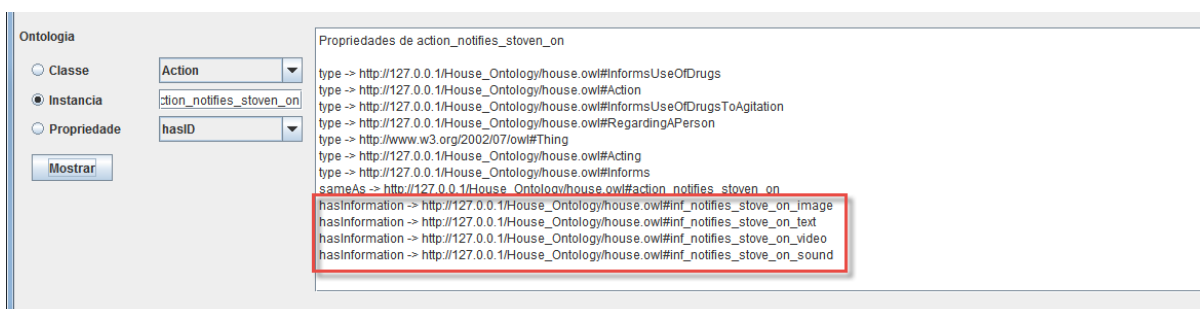 Ontologia
Propriedades de action_notifies_stoven_on
Classe
Action
Instancia
ction_notifies_stoven_on
Propriedade
hasID
Mostrar
type -> http://127.0.0.1/House_Ontology/house.owl#InformsUseOfDrugs
type -> http://127.0.0.1/House_Ontology/house.owl#Action
type -> http://127.0.0.1/House_Ontology/house.owl#InformsUseOfDrugsToAgitation
type -> http://127.0.0.1/House_Ontology/house.owl#RegardingAPerson
type -> http://www.w3.org/2002/07/owl#Thing
type -> http://127.0.0.1/House_Ontology/house.owl#Acting
type -> http://127.0.0.1/House_Ontology/house.owl#Informs
sameAs -> http://127.0.0.1/House_Ontology/house.owl#action_notifies_stoven_on
hasInformation -> http://127.0.0.1/House_Ontology/house.owl#inf_notifies_stove_on_image
hasInformation -> http://127.0.0.1/House_Ontology/house.owl#inf_notifies_stove_on_text
hasInformation -> http://127.0.0.1/House_Ontology/house.owl#inf_notifies_stove_on_video
hasInformation -> http://127.0.0.1/House_Ontology/house.owl#inf_notifies_stove_on_sound